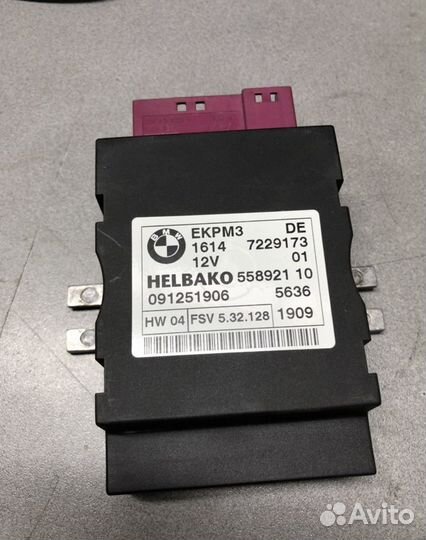 BMW
EKPM3 DE
1614 7229173
12V 01
HELBAKO 558921 10
091251906 5636
HW 04 FSV 5.32.128 1909
Avito